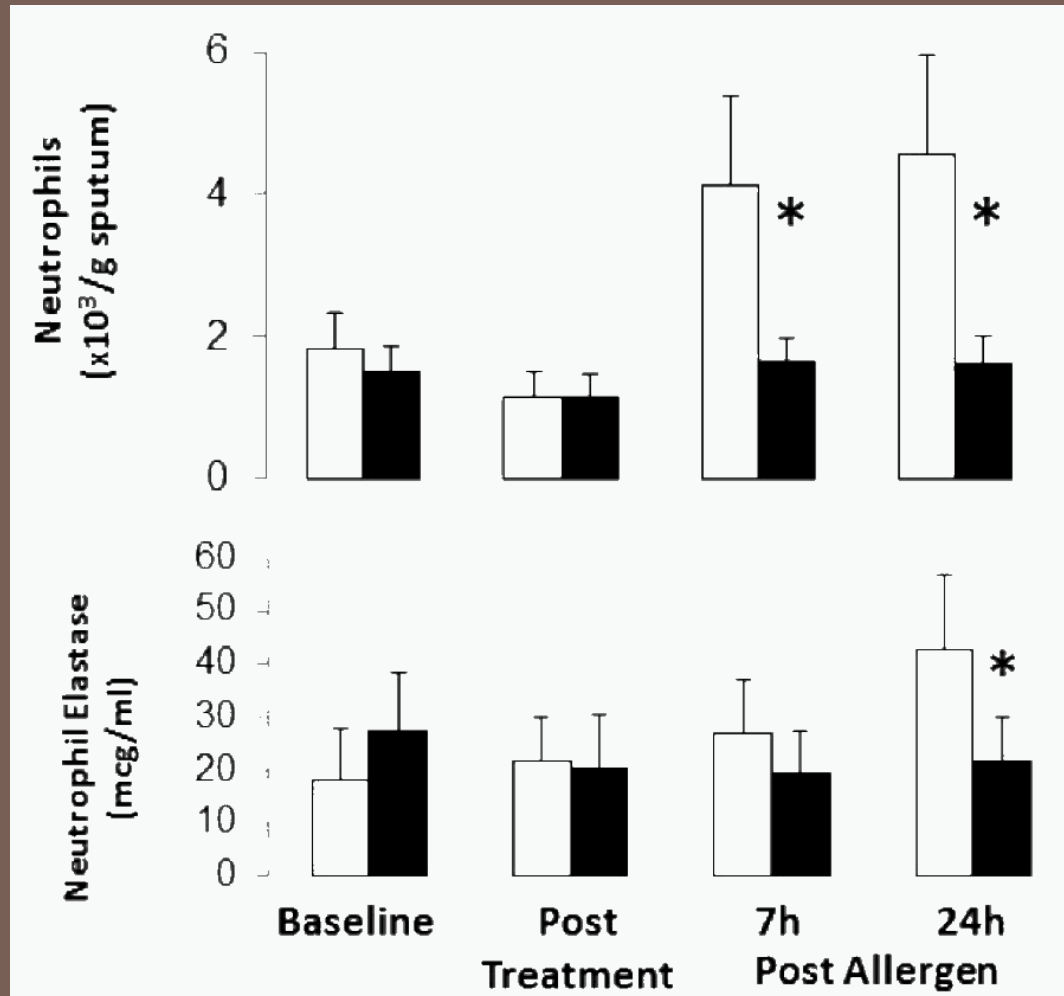 Neutrophils
(x10³/g sputum)
6
4
2
0
*
*
Neutrophil Elastase
(mcg/ml)
60
50
40
30
20
10
0
*
Baseline
Post
Treatment
7h
24h
Post Allergen